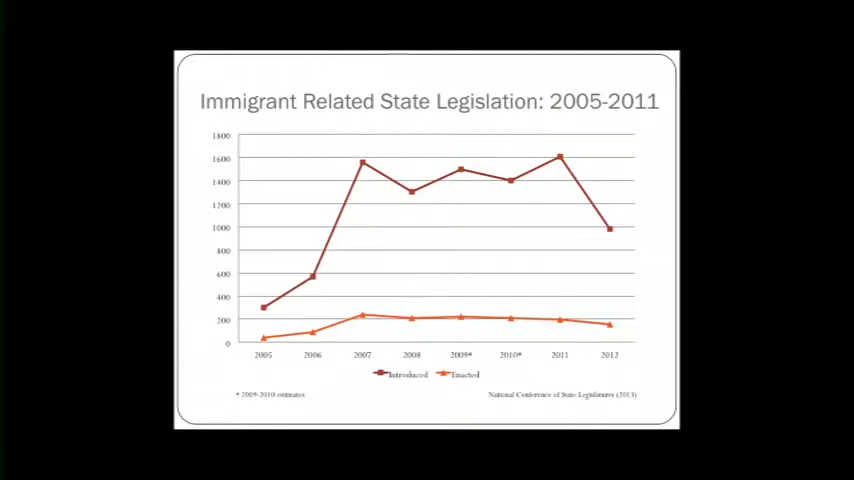 Immigrant Related State Legislation: 2005-2011
1800
1600
1400
1200
1000
800
600
400
200
0
2005 2006 2007 2008 2009* 2010* 2011 2012
Introduced Enacted
* 2009-2010 estimates
National Conference of State Legislatures (2013)